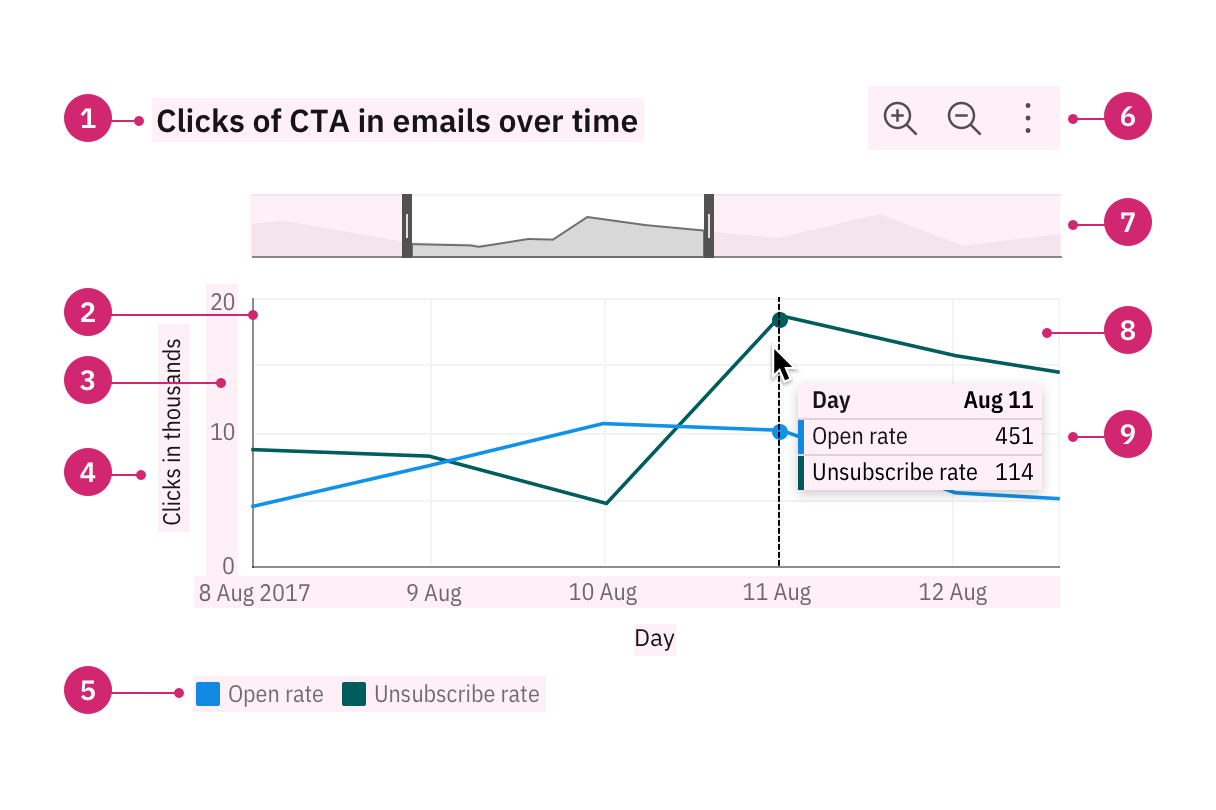 1
Clicks of CTA in emails over time
6
7
2
20
8
3
Clicks in thousands
Day Aug 11
10
Open rate 451
9
4
Unsubscribe rate 114
0
8 Aug 2017 9 Aug 10 Aug 11 Aug 12 Aug
Day
5
Open rate Unsubscribe rate